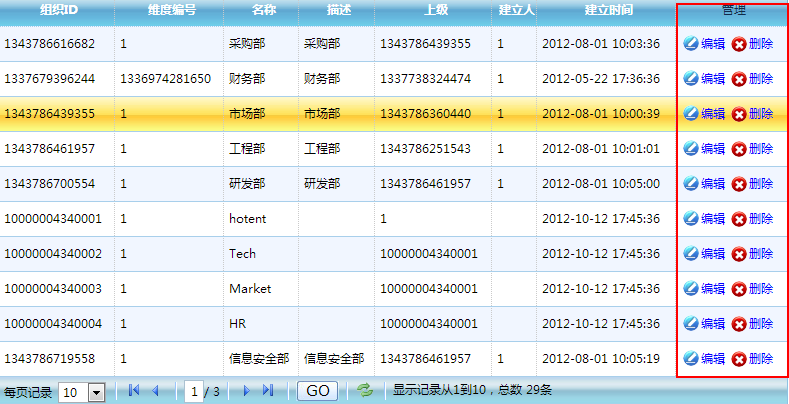 组织ID 维度编号 名称 描述 上级 建立人 建立时间 管理
1343786616682 1 采购部 采购部 1343786439355 1 2012-08-01 10:03:36 编辑 删除
1337679396244 1336974281650 财务部 财务部 1337738324474 1 2012-05-22 17:36:36 编辑 删除
1343786439355 1 市场部 市场部 1343786360440 1 2012-08-01 10:00:39 编辑 删除
1343786461957 1 工程部 工程部 1343786251543 1 2012-08-01 10:01:01 编辑 删除
1343786700554 1 研发部 研发部 1343786461957 1 2012-08-01 10:05:00 编辑 删除
10000004340001 1 hotent 1 2012-10-12 17:45:36 编辑 删除
10000004340002 1 Tech 10000004340001 2012-10-12 17:45:36 编辑 删除
10000004340003 1 Market 10000004340001 2012-10-12 17:45:36 编辑 删除
10000004340004 1 HR 10000004340001 2012-10-12 17:45:36 编辑 删除
1343786719558 1 信息安全部 信息安全部 1343786461957 1 2012-08-01 10:05:19 编辑 删除
每页记录 10 1 / 3 GO 显示记录从1到10，总数 29条